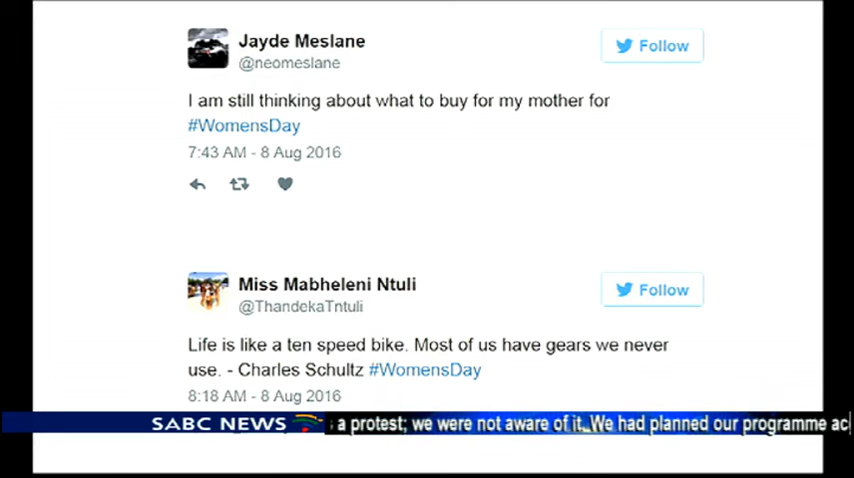 Jayde Meslane
@neomeslane
Follow
I am still thinking about what to buy for my mother for
#WomensDay
7:43 AM - 8 Aug 2016
Miss Mabheleni Ntuli
@ThandekaTntuli
Follow
Life is like a ten speed bike. Most of us have gears we never
use. - Charles Schultz #WomensDay
8:18 AM - 8 Aug 2016
SABC NEWS
a protest; we were not aware of it. We had planned our programme